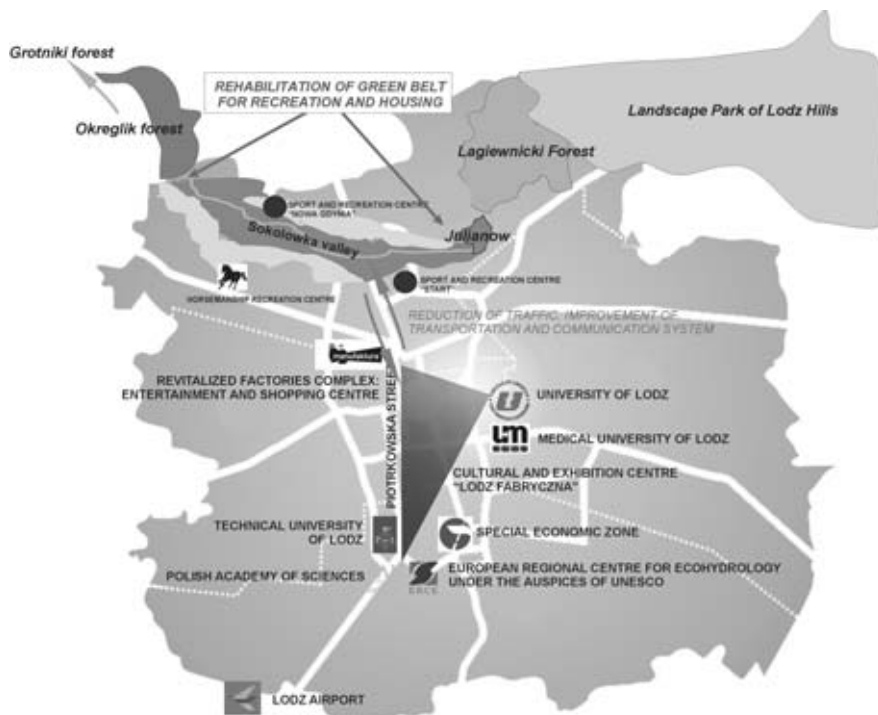 Grotniki forest
REHABILITATION OF GREEN BELT
FOR RECREATION AND HOUSING
Okreglik forest
Landscape Park of Lodz Hills
Lagiewnicki Forest
SPORT AND RECREATION CENTRE
"NOWA GDYNIA"
Sokolowka valley
Julianow
SPORT AND RECREATION CENTRE
"START"
HORSEMANSHIP RECREATION CENTRE
REDUCTION OF TRAFFIC, IMPROVEMENT OF
TRANSPORTATION AND COMMUNICATION SYSTEM
manufaktura
REVITALIZED FACTORIES COMPLEX:
ENTERTAINMENT AND SHOPPING CENTRE
PIOTRKOWSKA STREET
U
UNIVERSITY OF LODZ
um
MEDICAL UNIVERSITY OF LODZ
CULTURAL AND EXHIBITION CENTRE
"LODZ FABRYCZNA"
TECHNICAL UNIVERSITY
OF LODZ
SPECIAL ECONOMIC ZONE
POLISH ACADEMY OF SCIENCES
EUROPEAN REGIONAL CENTRE FOR ECOHYDROLOGY
UNDER THE AUSPICES OF UNESCO
ERCE
LODZ AIRPORT